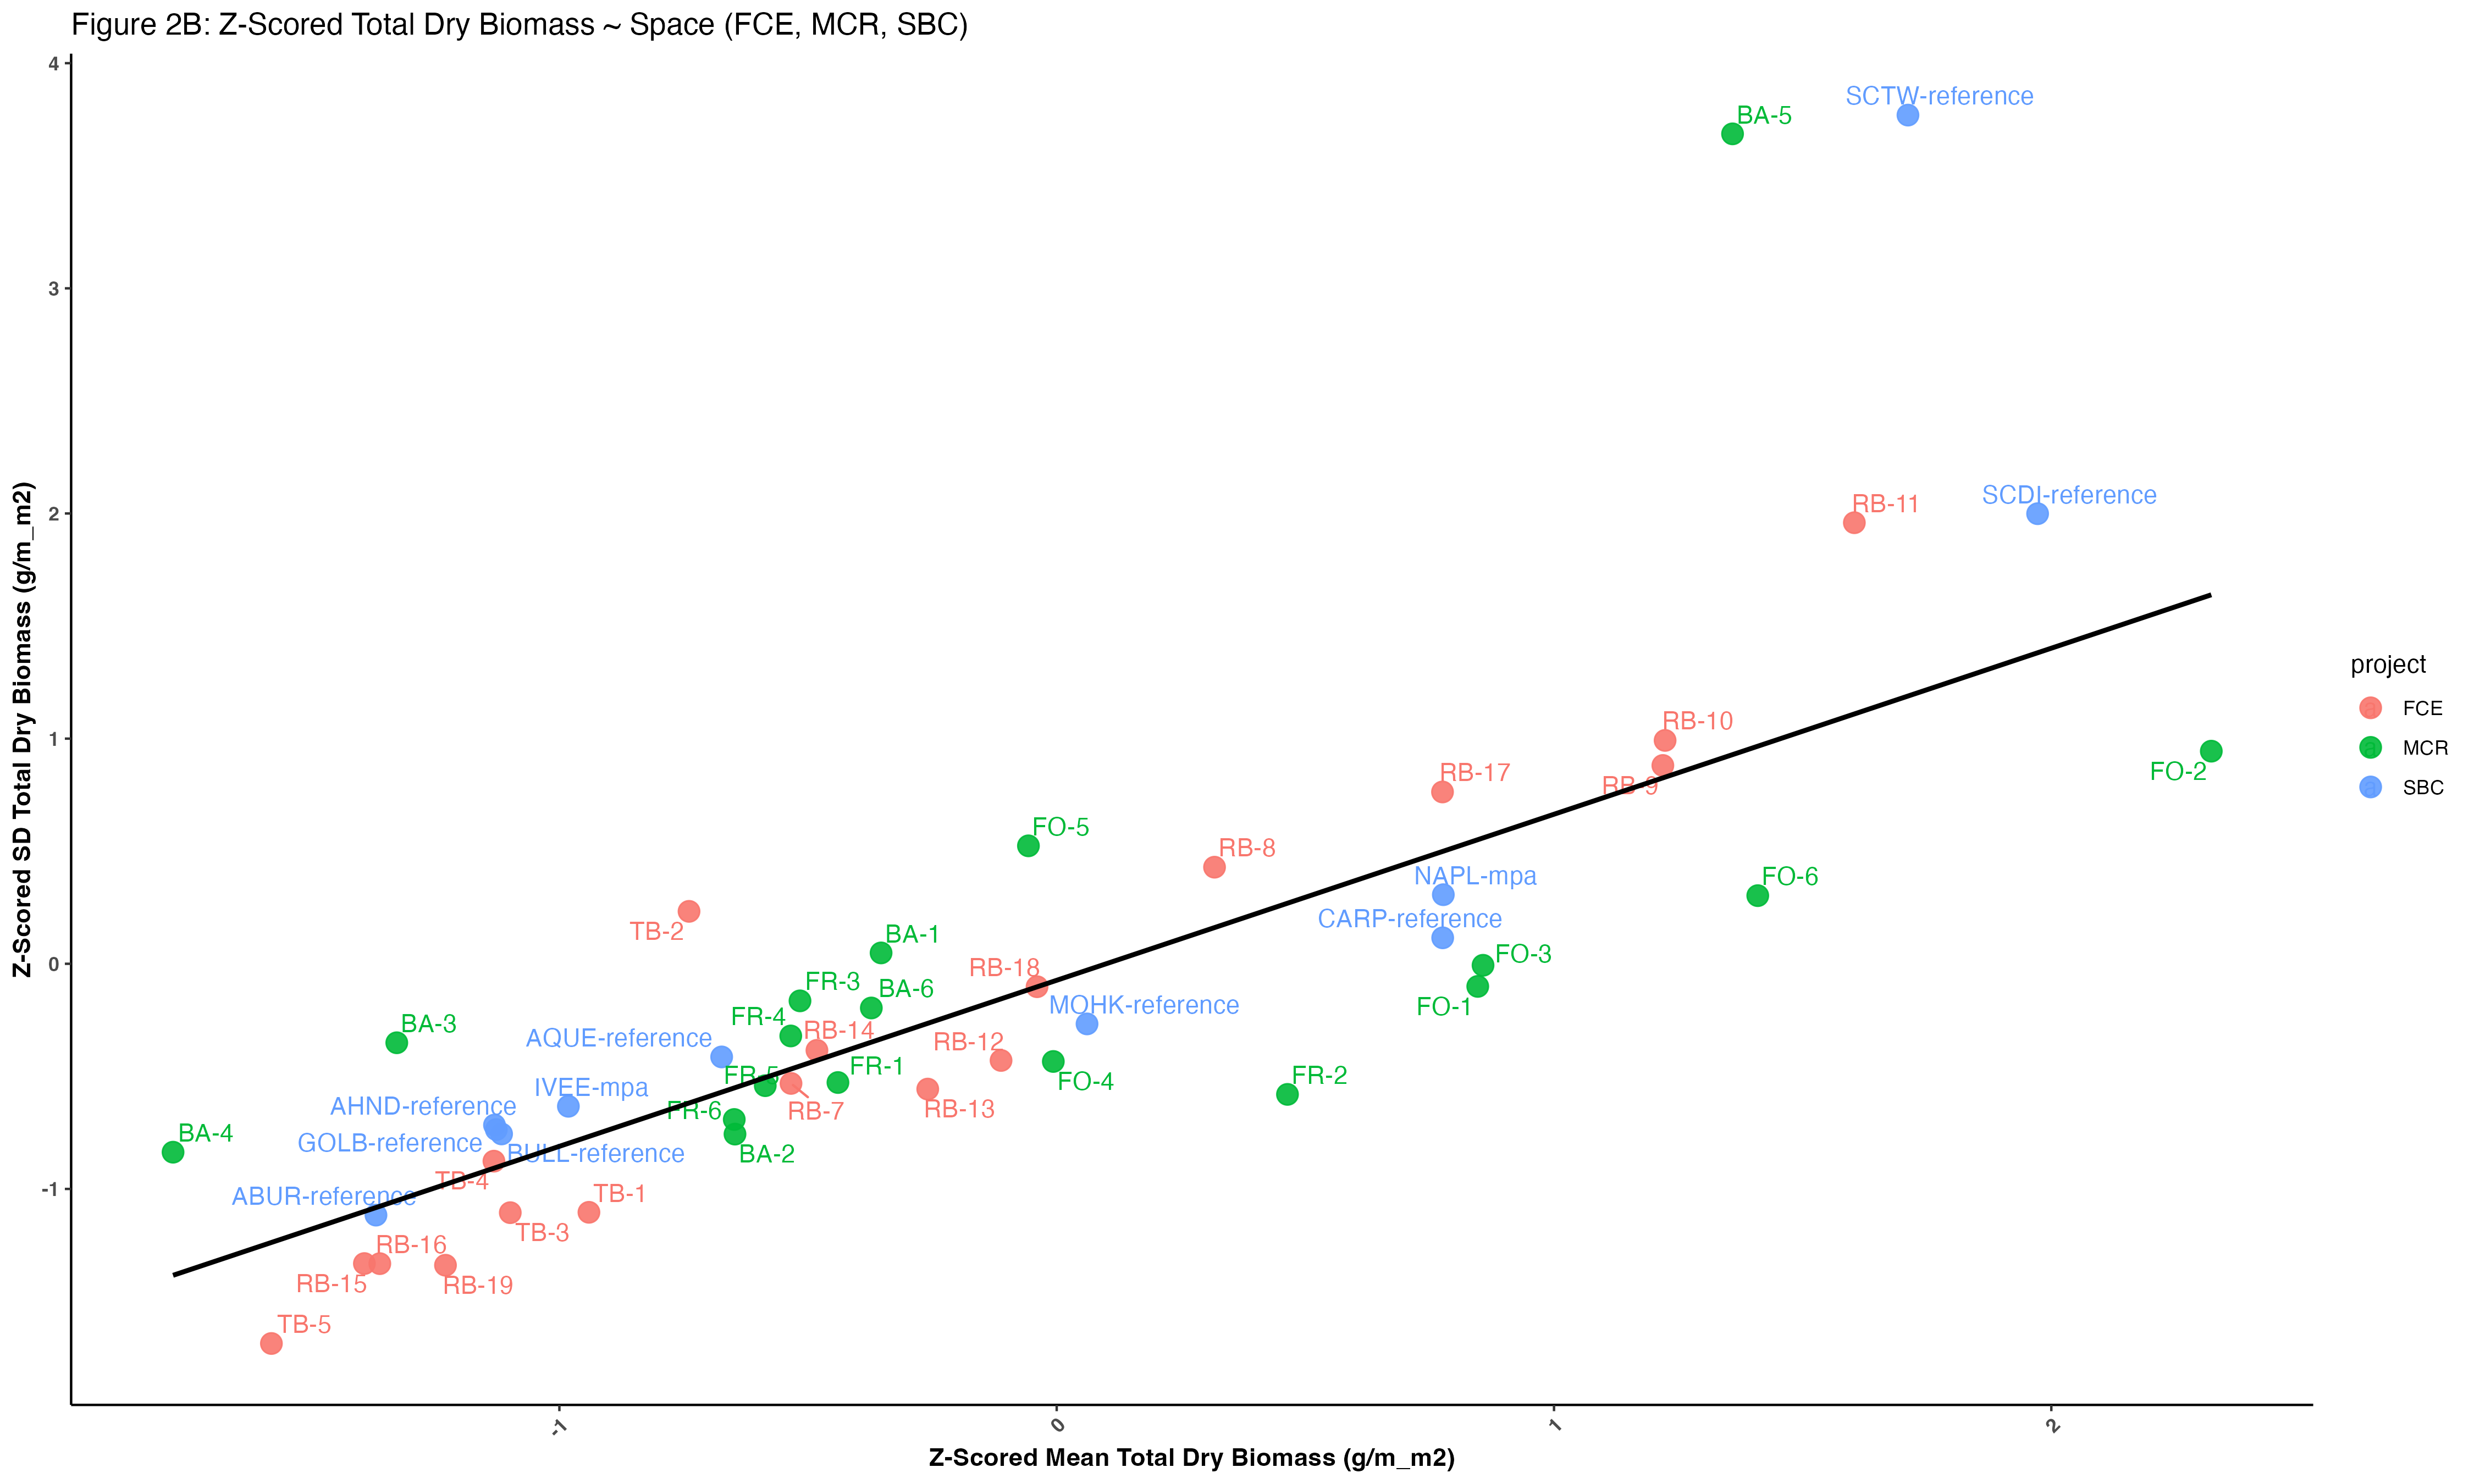 Figure 2B: Z-Scored Total Dry Biomass ~ Space (FCE, MCR, SBC)
Z-Scored SD Total Dry Biomass (g/m_m2)
4
3
2
1
0
-1
SCTW-reference
BA-5
SCDI-reference
RB-11
RB-10
FO-2
RB-17
RB-9
FO-5
RB-8
NAPL-mpa
FO-6
CARP-reference
TB-2
BA-1
FO-3
RB-18
FR-3
BA-6
MOHK-reference
FO-1
FR-4
BA-3
RB-14
AQUE-reference
RB-12
FR-1
FR-5
FR-2
FO-4
IVEE-mpa
AHND-reference
FR-6
RB-7
RB-13
BA-4
GOLB-reference
BULL-reference
BA-2
TB-4
ABUR-reference
TB-1
TB-3
RB-16
RB-15
RB-19
TB-5
-1
0
1
2
Z-Scored Mean Total Dry Biomass (g/m_m2)
project
a FCE
a MCR
a SBC